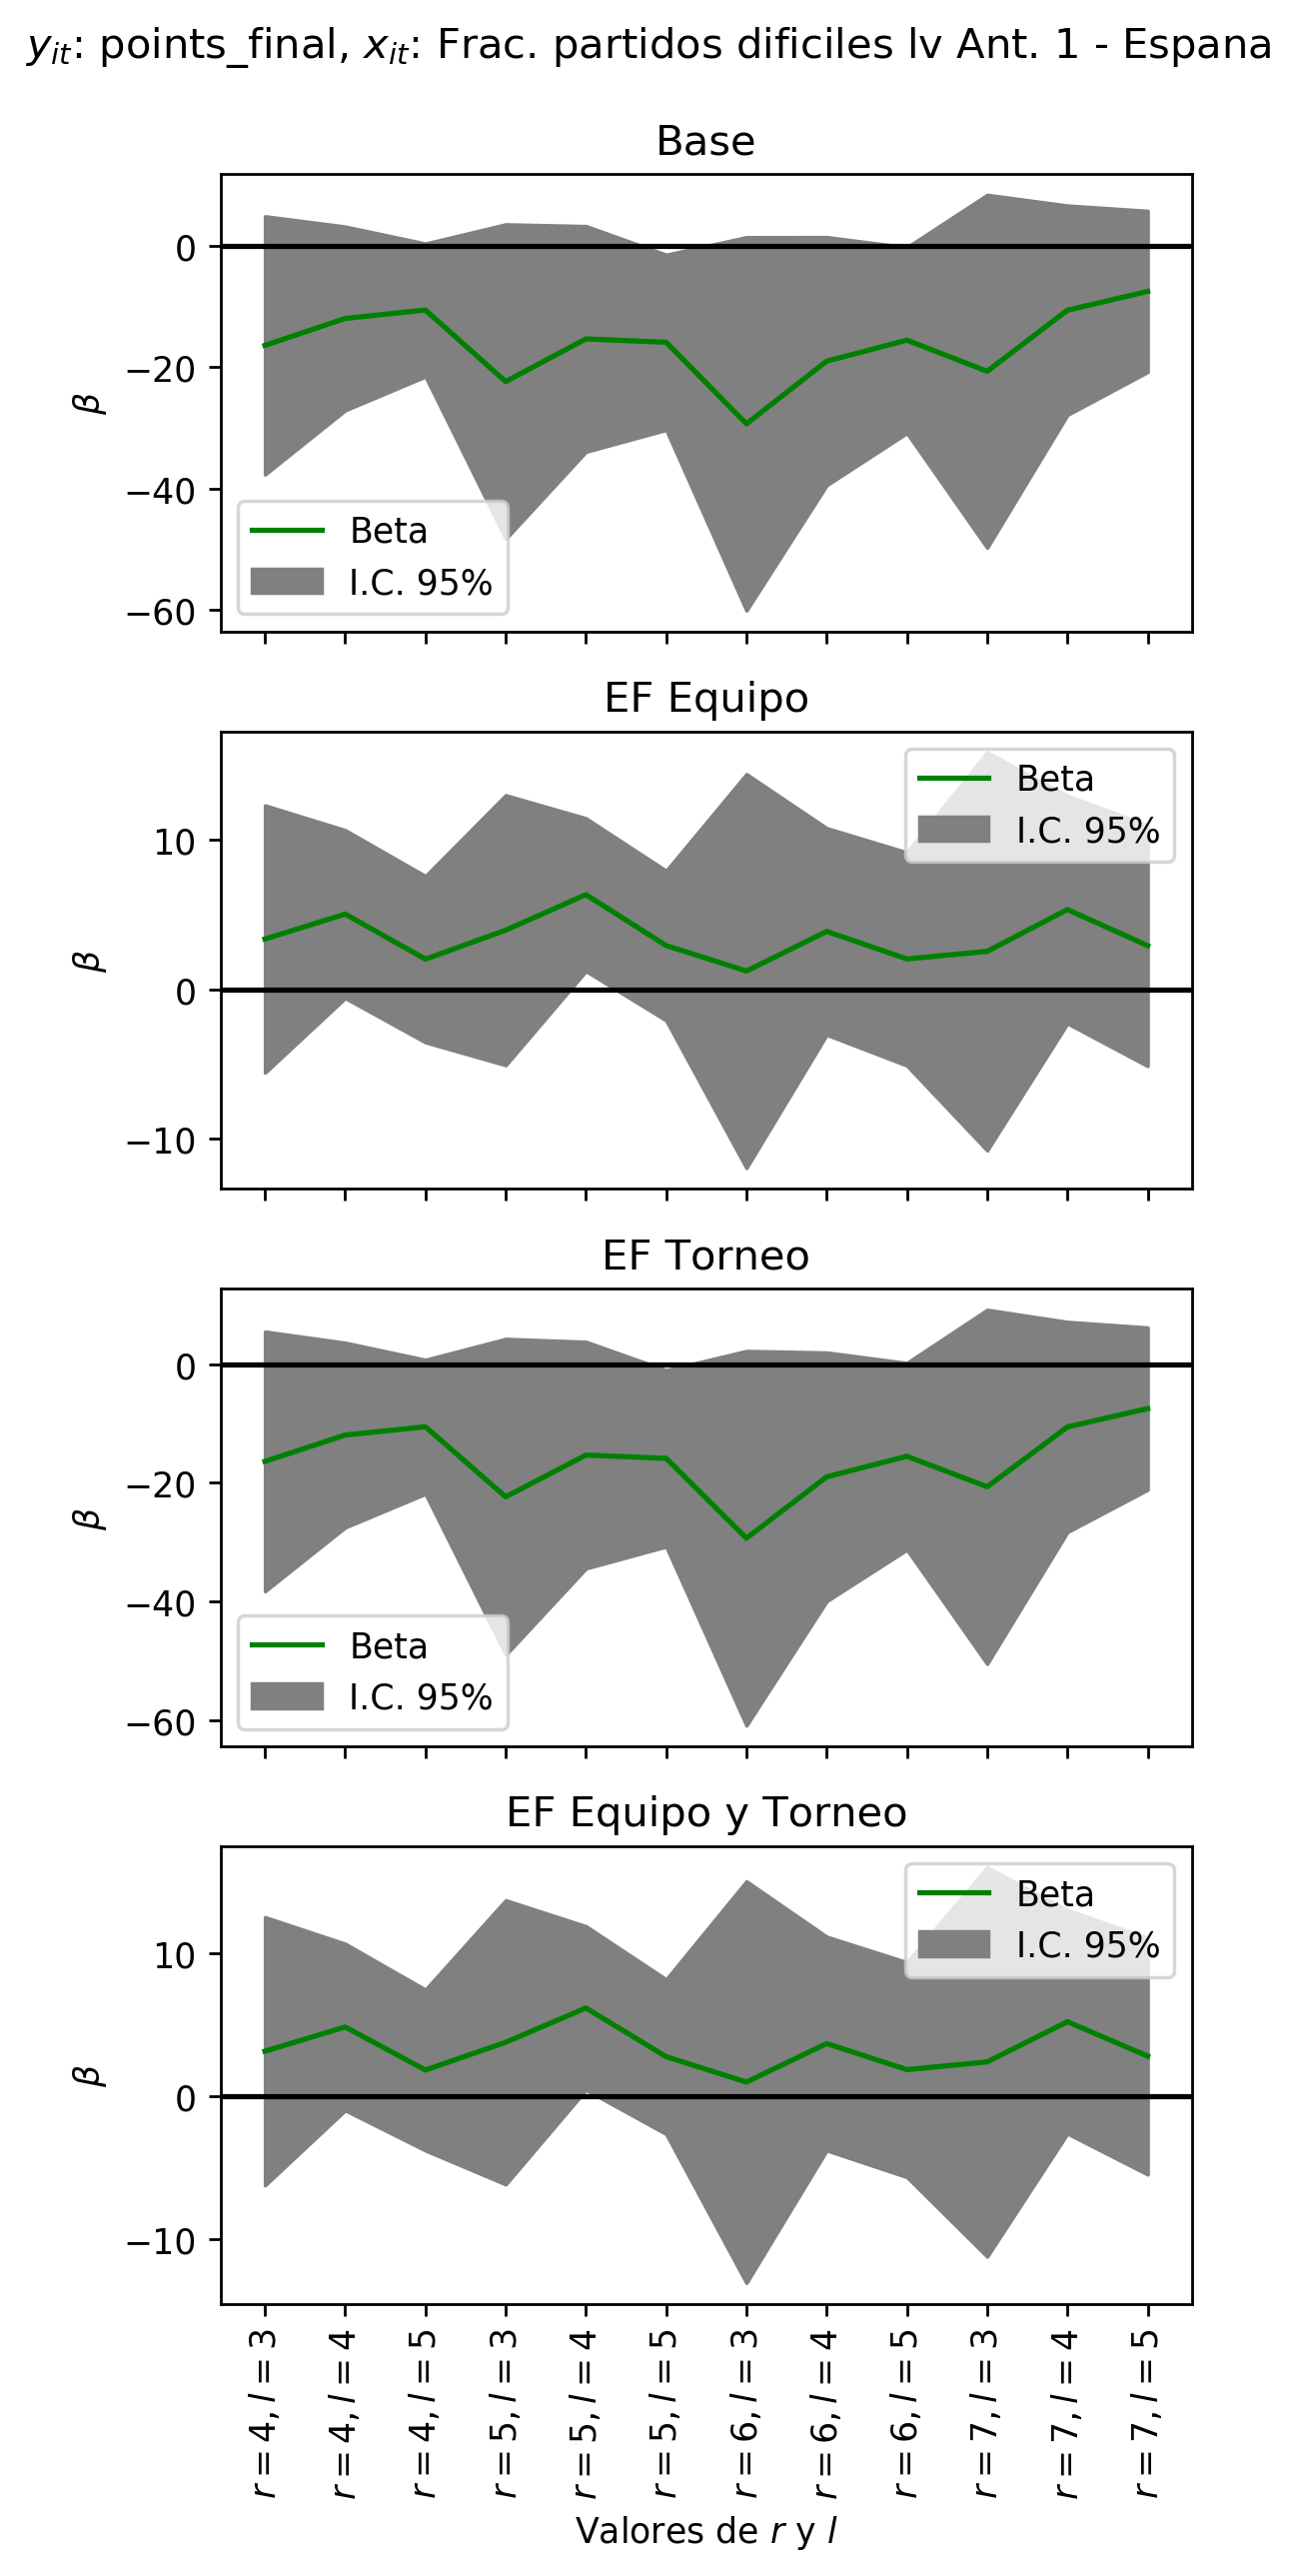 y_it: points_final, x_it: Frac. partidos dificiles lv Ant. 1 - Espana
Base
0
−20
−40
−60
β
Beta
I.C. 95%
EF Equipo
10
0
−10
β
Beta
I.C. 95%
EF Torneo
0
−20
−40
−60
β
Beta
I.C. 95%
EF Equipo y Torneo
10
0
−10
β
Beta
I.C. 95%
r = 4, l = 3
r = 4, l = 4
r = 4, l = 5
r = 5, l = 3
r = 5, l = 4
r = 5, l = 5
r = 6, l = 3
r = 6, l = 4
r = 6, l = 5
r = 7, l = 3
r = 7, l = 4
r = 7, l = 5
Valores de r y l